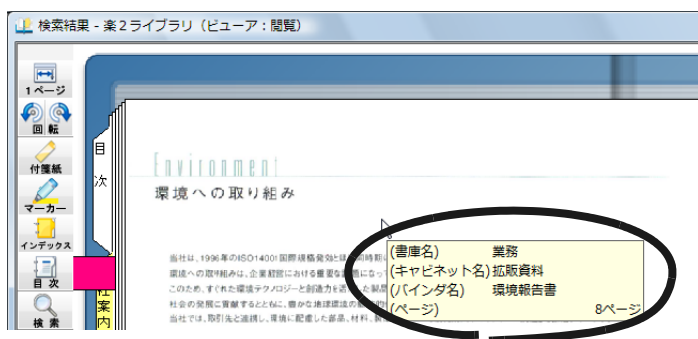 検索結果 - 楽2ライブラリ（ビューア：閲覧）
1ページ
回転
付箋紙
マーカー
インデックス
目次
検索
目
次
社
案
内
Environment
環境への取り組み
当社は、1996年のISO14001国際規格発効とほ
環境への取り組みは、企業経営における重要な
このため、すぐれた環境テクノロジーと創造力を
社会の発展に貢献するとともに、豊かな地球環境の
当社では、取引先と連携し、環境に配慮した部品、材料、
(書庫名) 業務
(キャビネット名) 拡販資料
(バインダ名) 環境報告書
(ページ) 8ページ